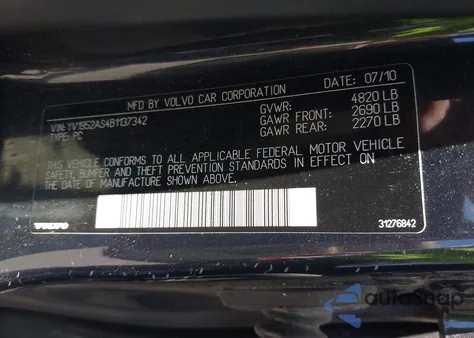 MFD. BY VOLVO CAR CORPORATION
DATE: 07/10
VIN: YV1952AS4B1137342
TYPE: PC
GVWR: 4820 LB
GAWR FRONT: 2690 LB
GAWR REAR: 2270 LB
THIS VEHICLE CONFORMS TO ALL APPLICABLE FEDERAL MOTOR VEHICLE
SAFETY, BUMPER AND THEFT PREVENTION STANDARDS IN EFFECT ON
THE DATE OF MANUFACTURE SHOWN ABOVE.
VOLVO
31276842
autoSnap